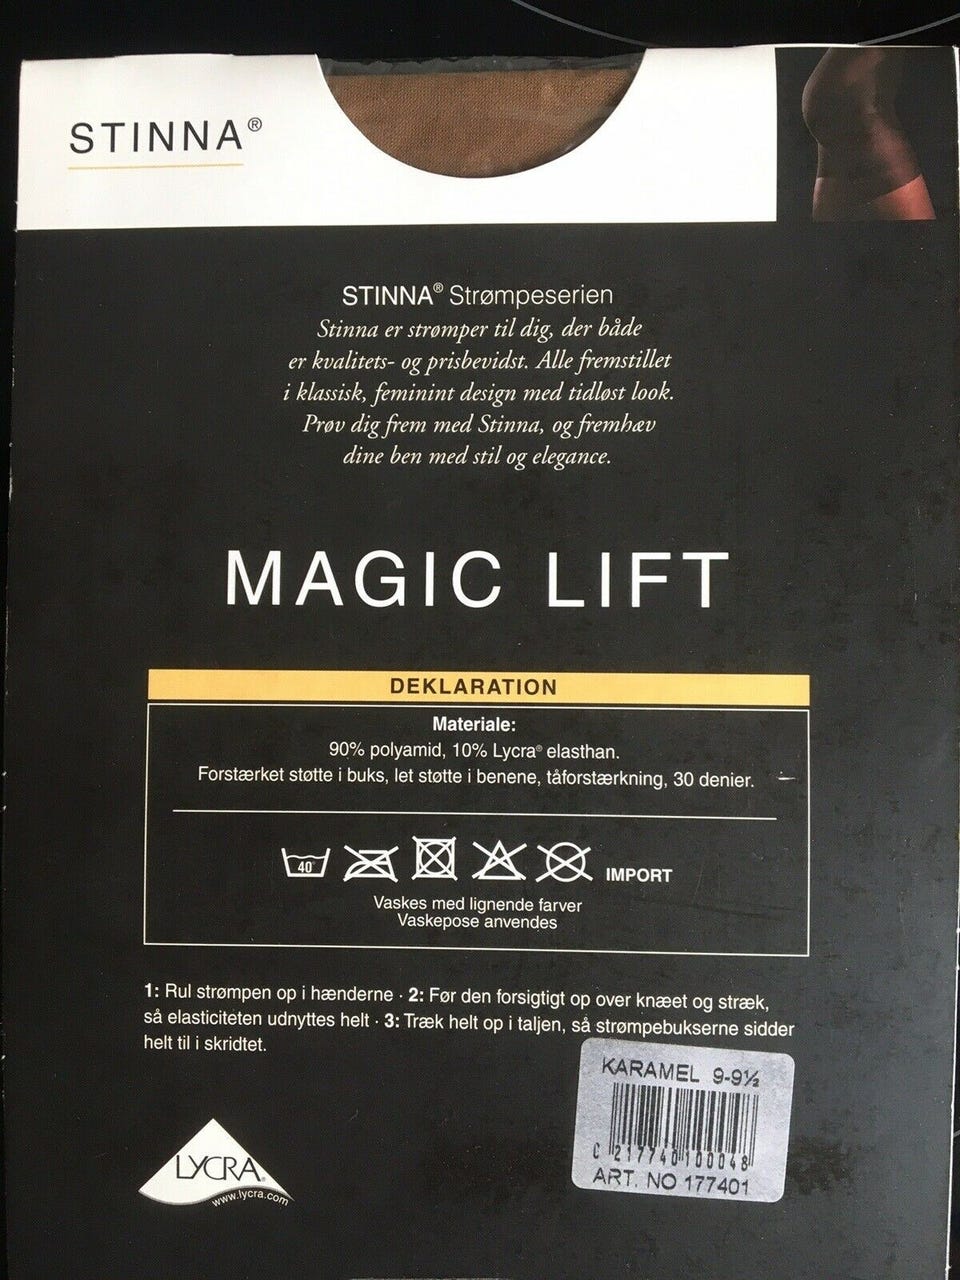 STINNA®
STINNA® Strømpeserien
Stinna er strømper til dig, der både
er kvalitets- og prisbevidst. Alle fremstillet
i klassisk, feminint design med tidløst look.
Prøv dig frem med Stinna, og fremhæv
dine ben med stil og elegance.
MAGIC LIFT
DEKLARATION
Materiale:
90% polyamid, 10% Lycra® elasthan.
Forstærket støtte i buks, let støtte i benene, tåforstærkning, 30 denier.
40° IMPORT
Vaskes med lignende farver
Vaskepose anvendes
1: Rul strømpen op i hænderne · 2: Før den forsigtigt op over knæet og stræk,
så elasticiteten udnyttes helt · 3: Træk helt op i taljen, så strømpebukserne sidder
helt til i skridtet.
KARAMEL 9-9½
C 217740 100048
ART. NO 177401
LYCRA®
www.lycra.com